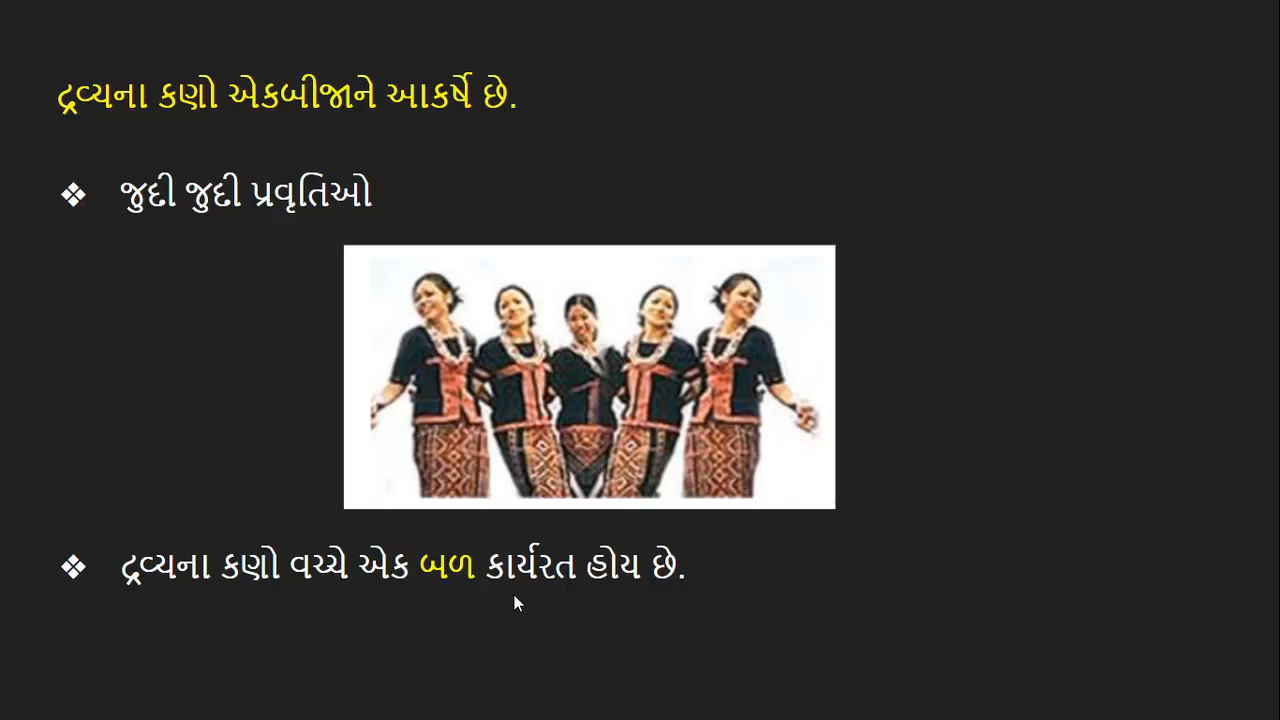 દ્રવ્યના કણો એકબીજાને આકર્ષે છે.
❖ જુદી જુદી પ્રવૃતિઓ
❖ દ્રવ્યના કણો વચ્ચે એક બળ કાર્યરત હોય છે.